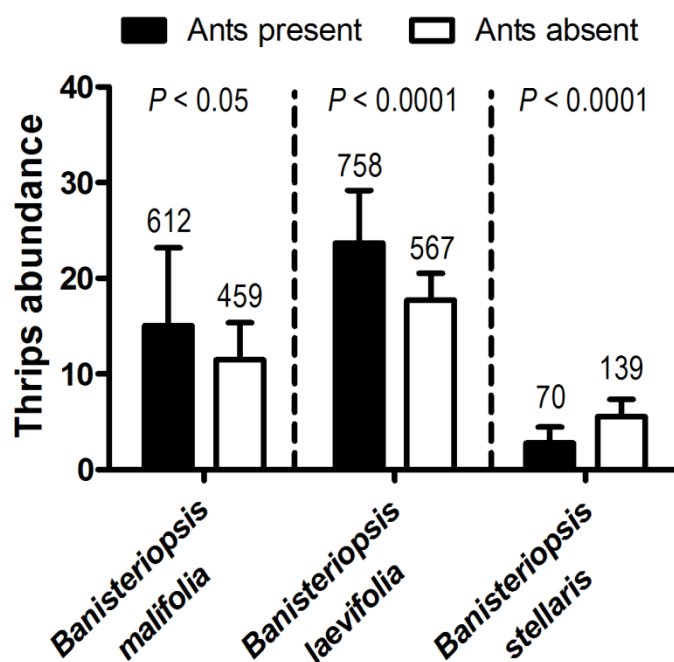 Ants present Ants absent
Thrips abundance
40
30
20
10
0
P < 0.05 P < 0.0001 P < 0.0001
612 459 758 567 70 139
Banisteriopsis
malifolia
Banisteriopsis
laevifolia
Banisteriopsis
stellaris